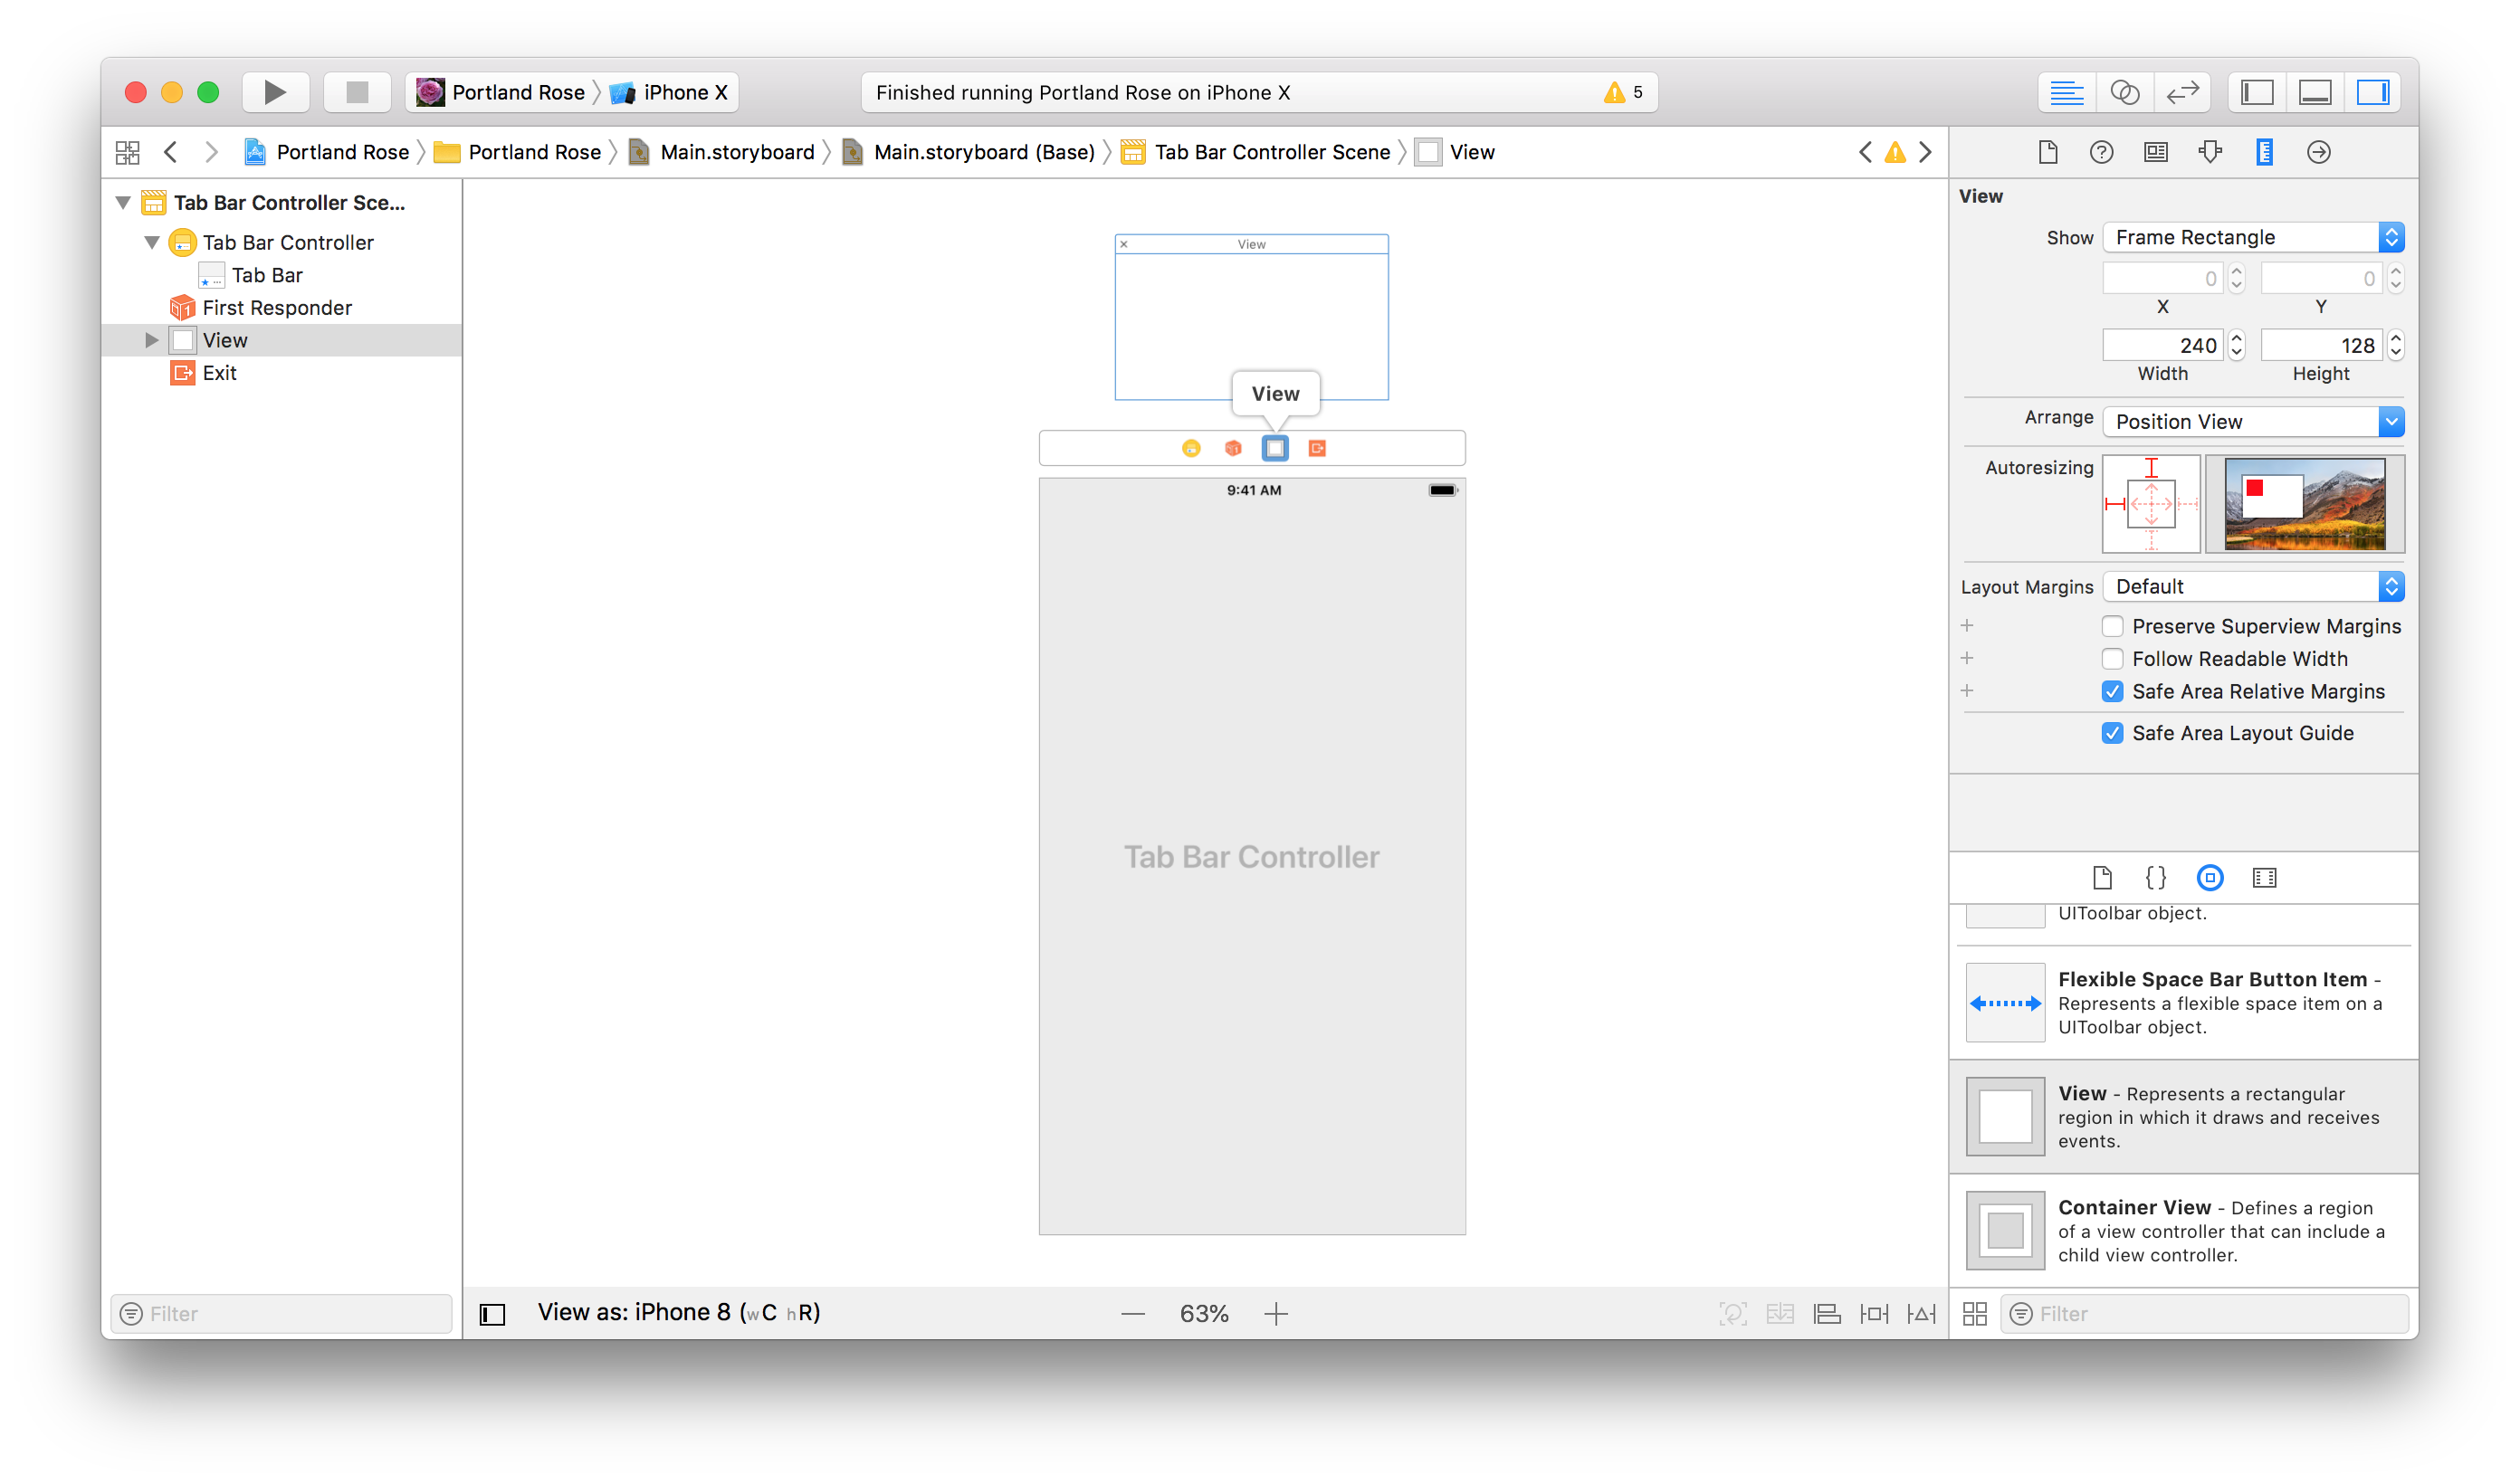 Portland Rose iPhone X
Finished running Portland Rose on iPhone X
5
Portland Rose Portland Rose Main.storyboard Main.storyboard (Base) Tab Bar Controller Scene View
Tab Bar Controller Sce...
Tab Bar Controller
Tab Bar
First Responder
View
Exit
Filter
View
View
9:41 AM
Tab Bar Controller
View as: iPhone 8 (wC hR)
63%
View
Show Frame Rectangle
0 0
X Y
240 128
Width Height
Arrange Position View
Autoresizing
Layout Margins Default
Preserve Superview Margins
Follow Readable Width
Safe Area Relative Margins
Safe Area Layout Guide
{}
UIToolbar object.
Flexible Space Bar Button Item -
Represents a flexible space item on a
UIToolbar object.
View - Represents a rectangular
region in which it draws and receives
events.
Container View - Defines a region
of a view controller that can include a
child view controller.
Filter